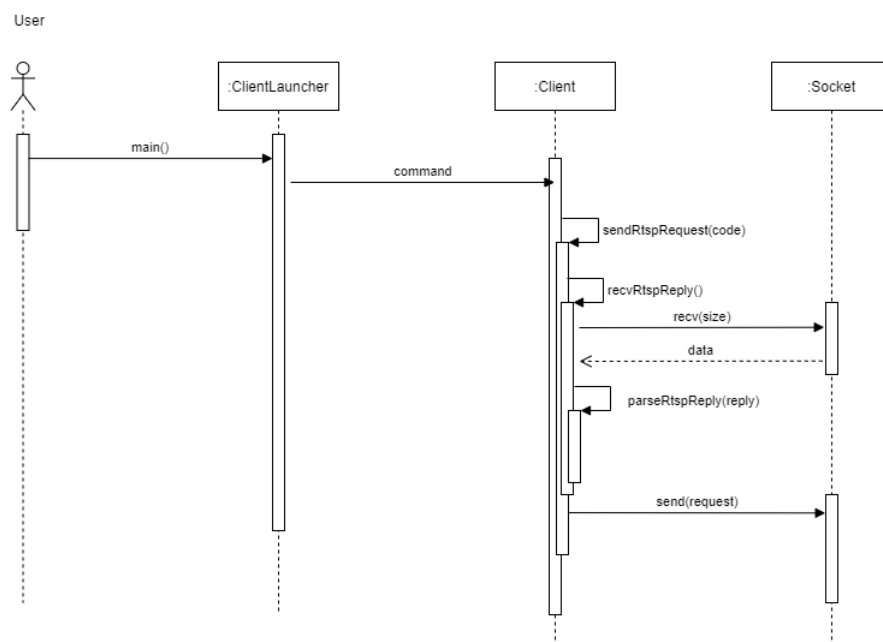 User
:ClientLauncher
:Client
:Socket
main()
command
sendRtspRequest(code)
recvRtspReply()
recv(size)
data
parseRtspReply(reply)
send(request)